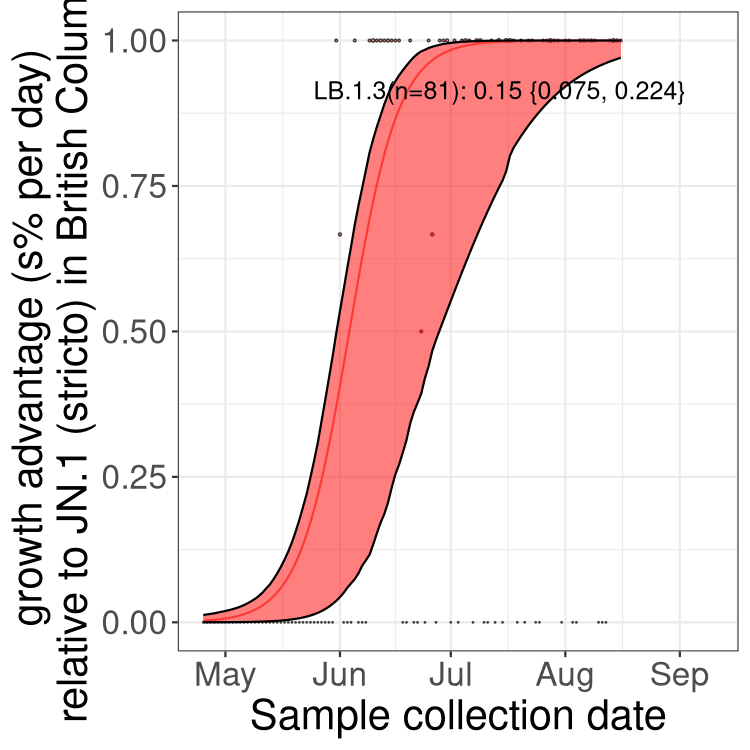 growth advantage (s% per day)
relative to JN.1 (stricto) in British Colum
1.00
0.75
0.50
0.25
0.00
LB.1.3(n=81): 0.15 {0.075, 0.224}
May Jun Jul Aug Sep
Sample collection date